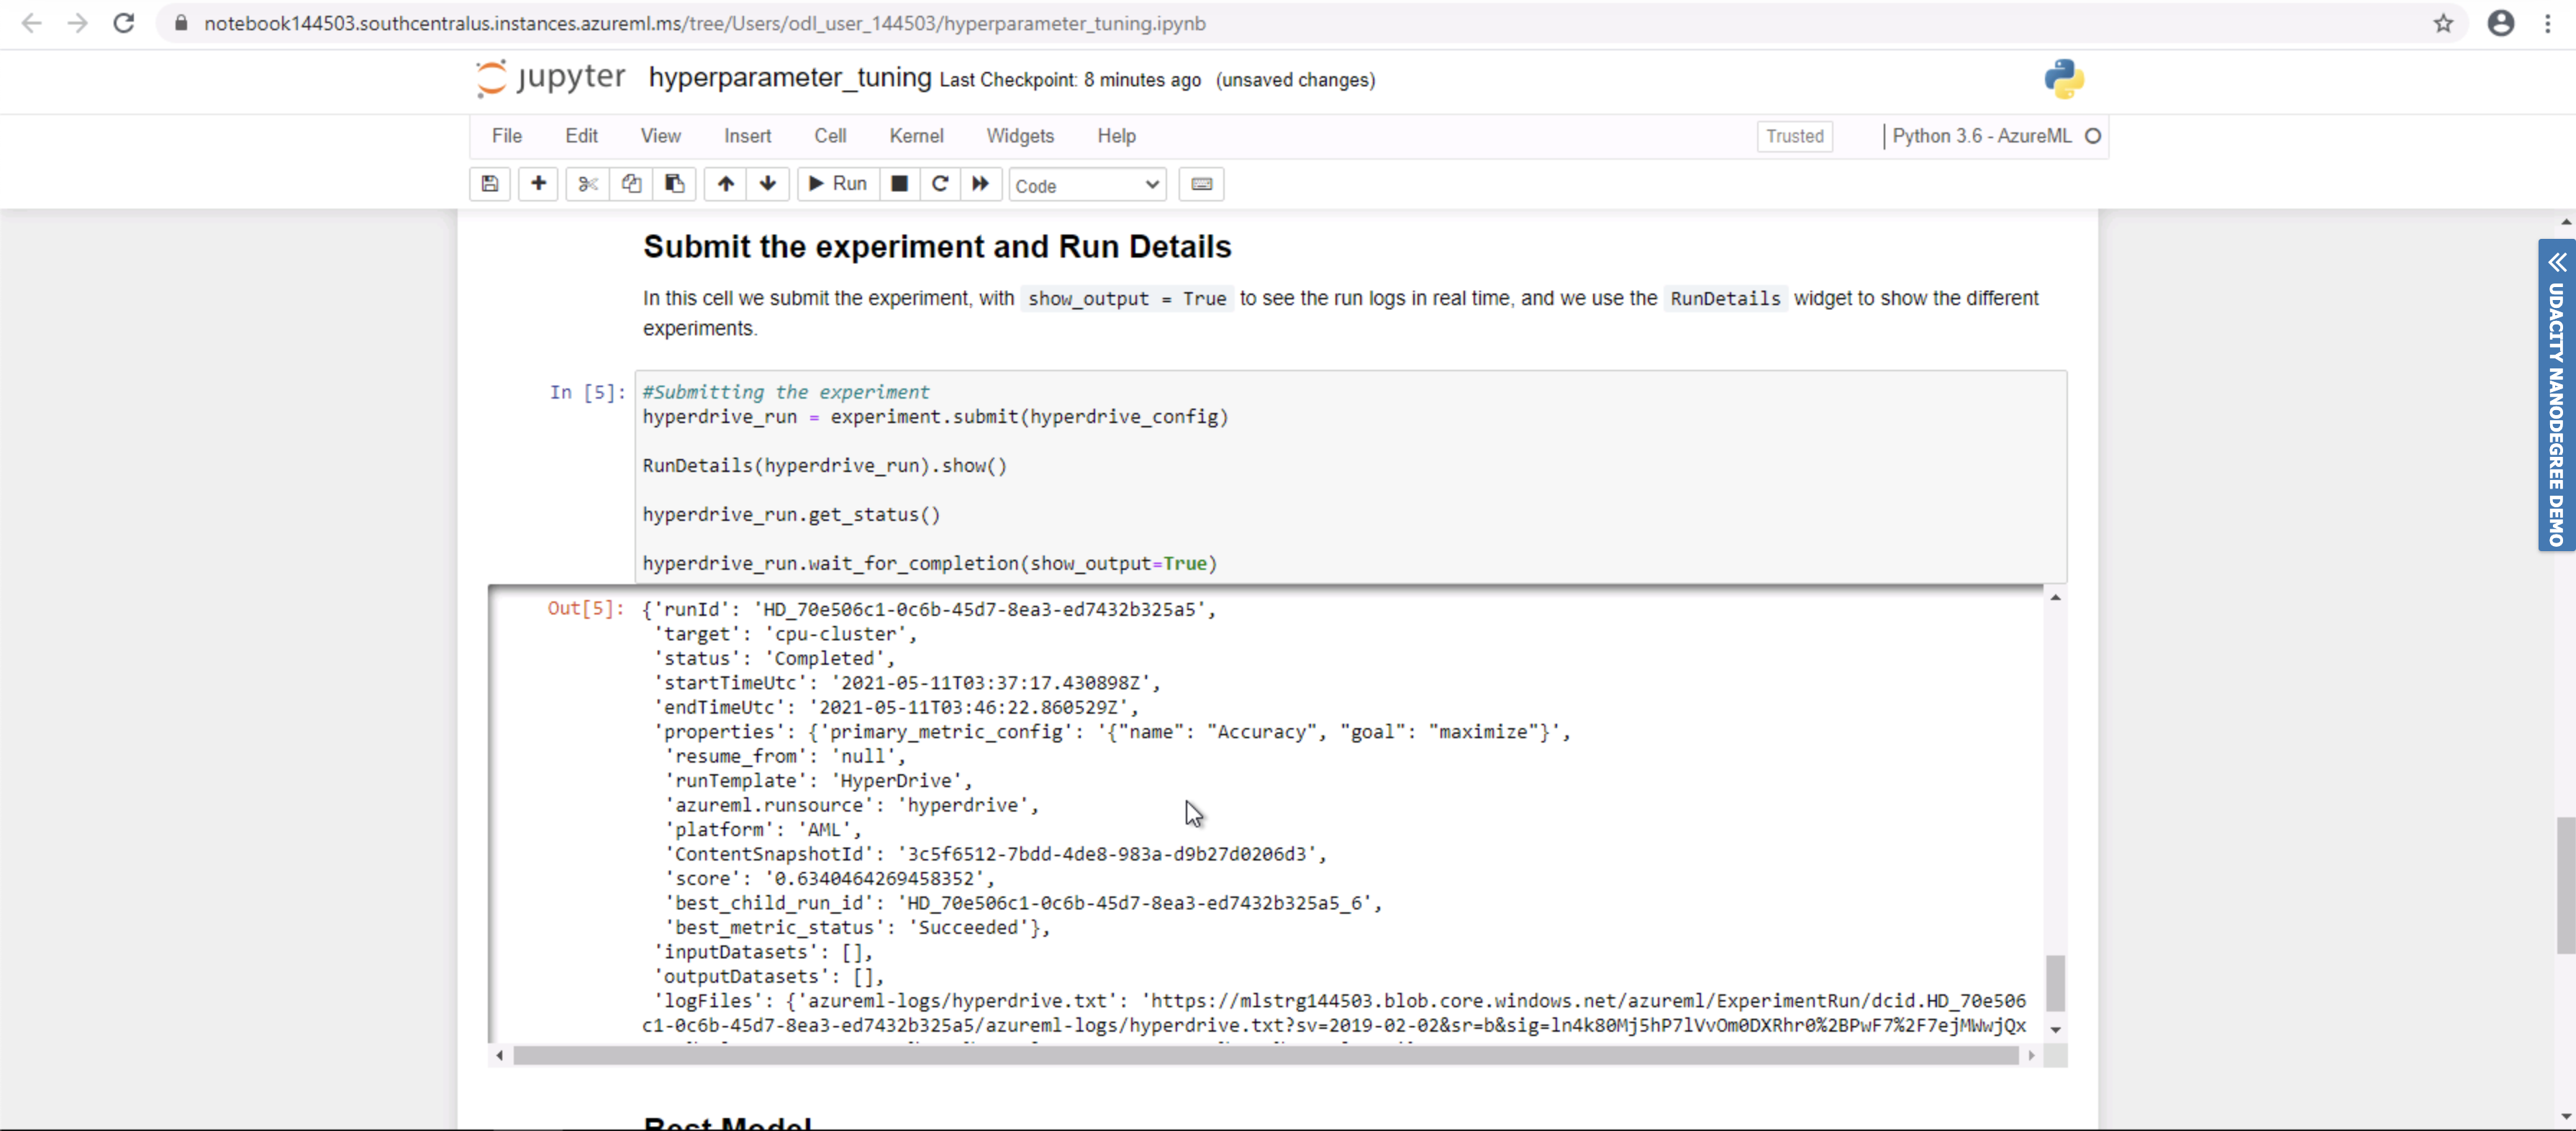 notebook144503.southcentralus.instances.azureml.ms/tree/Users/odl_user_144503/hyperparameter_tuning.ipynb
jupyter hyperparameter_tuning Last Checkpoint: 8 minutes ago (unsaved changes)
File Edit View Insert Cell Kernel Widgets Help Trusted Python 3.6 - AzureML
Run Code
Submit the experiment and Run Details
In this cell we submit the experiment, with show_output = True to see the run logs in real time, and we use the RunDetails widget to show the different
experiments.
In [5]: #Submitting the experiment
hyperdrive_run = experiment.submit(hyperdrive_config)
RunDetails(hyperdrive_run).show()
hyperdrive_run.get_status()
hyperdrive_run.wait_for_completion(show_output=True)
Out[5]: {'runId': 'HD_70e506c1-0c6b-45d7-8ea3-ed7432b325a5',
'target': 'cpu-cluster',
'status': 'Completed',
'startTimeUtc': '2021-05-11T03:37:17.430898Z',
'endTimeUtc': '2021-05-11T03:46:22.860529Z',
'properties': {'primary_metric_config': '{"name": "Accuracy", "goal": "maximize"}',
'resume_from': 'null',
'runTemplate': 'HyperDrive',
'azureml.runsource': 'hyperdrive',
'platform': 'AML',
'ContentSnapshotId': '3c5f6512-7bdd-4de8-983a-d9b27d0206d3',
'score': '0.6340464269458352',
'best_child_run_id': 'HD_70e506c1-0c6b-45d7-8ea3-ed7432b325a5_6',
'best_metric_status': 'Succeeded'},
'inputDatasets': [],
'outputDatasets': [],
'logFiles': {'azureml-logs/hyperdrive.txt': 'https://mlstrg144503.blob.core.windows.net/azureml/ExperimentRun/dcid.HD_70e506
c1-0c6b-45d7-8ea3-ed7432b325a5/azureml-logs/hyperdrive.txt?sv=2019-02-02&sr=b&sig=ln4k80Mj5hP7lVvOm0DXRhr0%2BPwF7%2F7ejMWwjQx
Best Model
UDACITY NANODEGREE DEMO